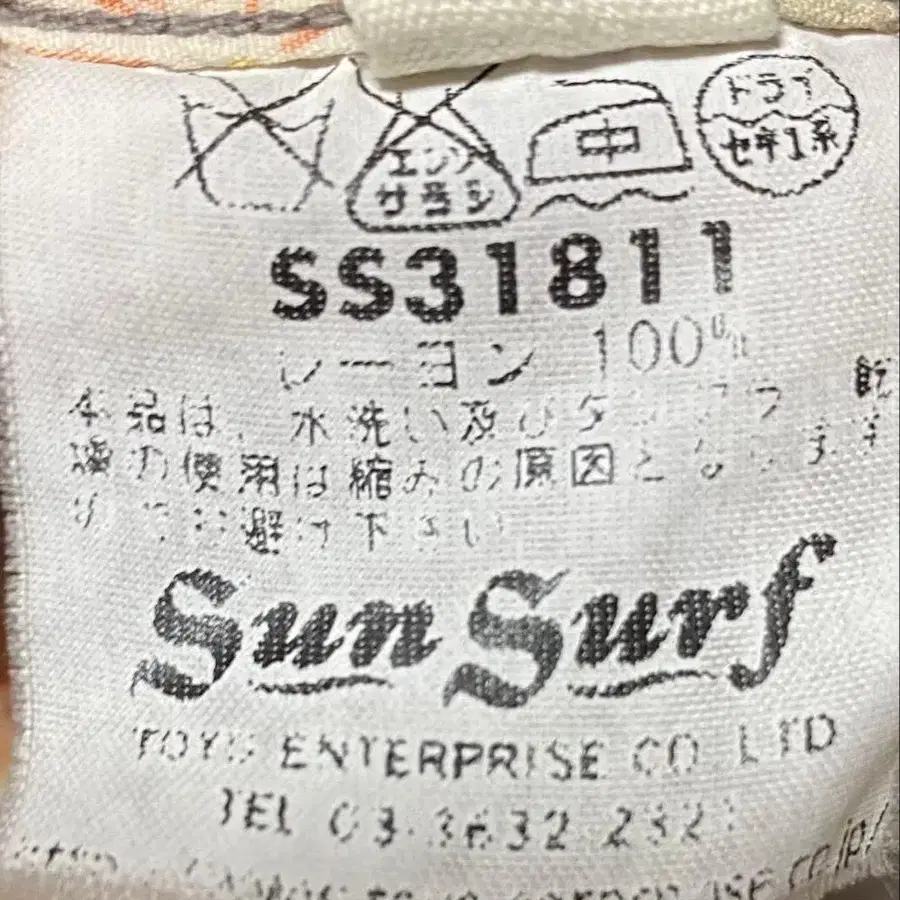 エンソ サラシ 中 ドライ セキユ系
SS31811
レーヨン 100%
本品は、水洗い及びタンブラー乾
燥の使用は縮みの原因となります
ので 避け下さい
Sun Surf
TOYO ENTERPRISE CO. LTD
TEL 03-3632-2321